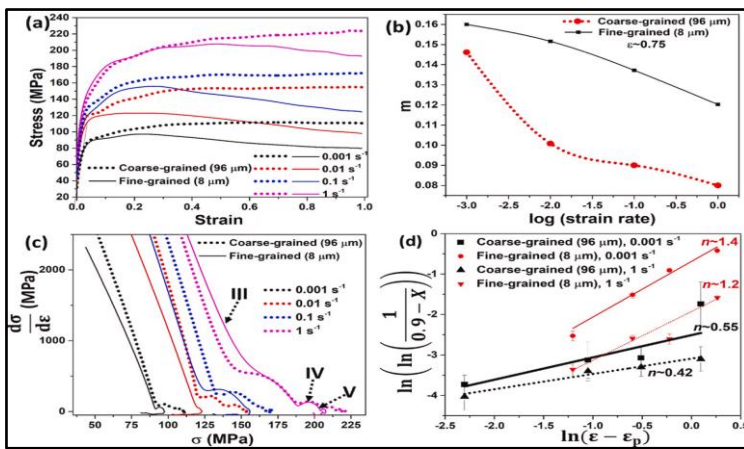 (a)
220
200
180
160
140
120
100
80
60
40
20
0.0
0.2
0.4
0.6
0.8
1.0
Stress (MPa)
Strain
Coarse-grained (96 μm)
Fine-grained (8 μm)
0.001 s⁻¹
0.01 s⁻¹
0.1 s⁻¹
1 s⁻¹
(b)
0.16
0.15
0.14
0.13
0.12
0.11
0.10
0.09
0.08
-3.0
-2.5
-2.0
-1.5
-1.0
-0.5
0.0
m
log (strain rate)
Coarse-grained (96 μm)
Fine-grained (8 μm)
ε~0.75
(c)
2000
1000
0
50
75
100
125
150
175
200
225
dσ/dε (MPa)
σ (MPa)
Coarse-grained (96 μm)
Fine-grained (8 μm)
0.001 s⁻¹
0.01 s⁻¹
0.1 s⁻¹
1 s⁻¹
III
IV
V
(d)
0
-1
-2
-3
-4
-2.5
-2.0
-1.5
-1.0
-0.5
0.0
0.5
ln(ln(1/(0.9−X)))
ln(ε − εₚ)
Coarse-grained (96 μm), 0.001 s⁻¹
Fine-grained (8 μm), 0.001 s⁻¹
Coarse-grained (96 μm), 1 s⁻¹
Fine-grained (8 μm), 1 s⁻¹
n~1.4
n~1.2
n~0.55
n~0.42